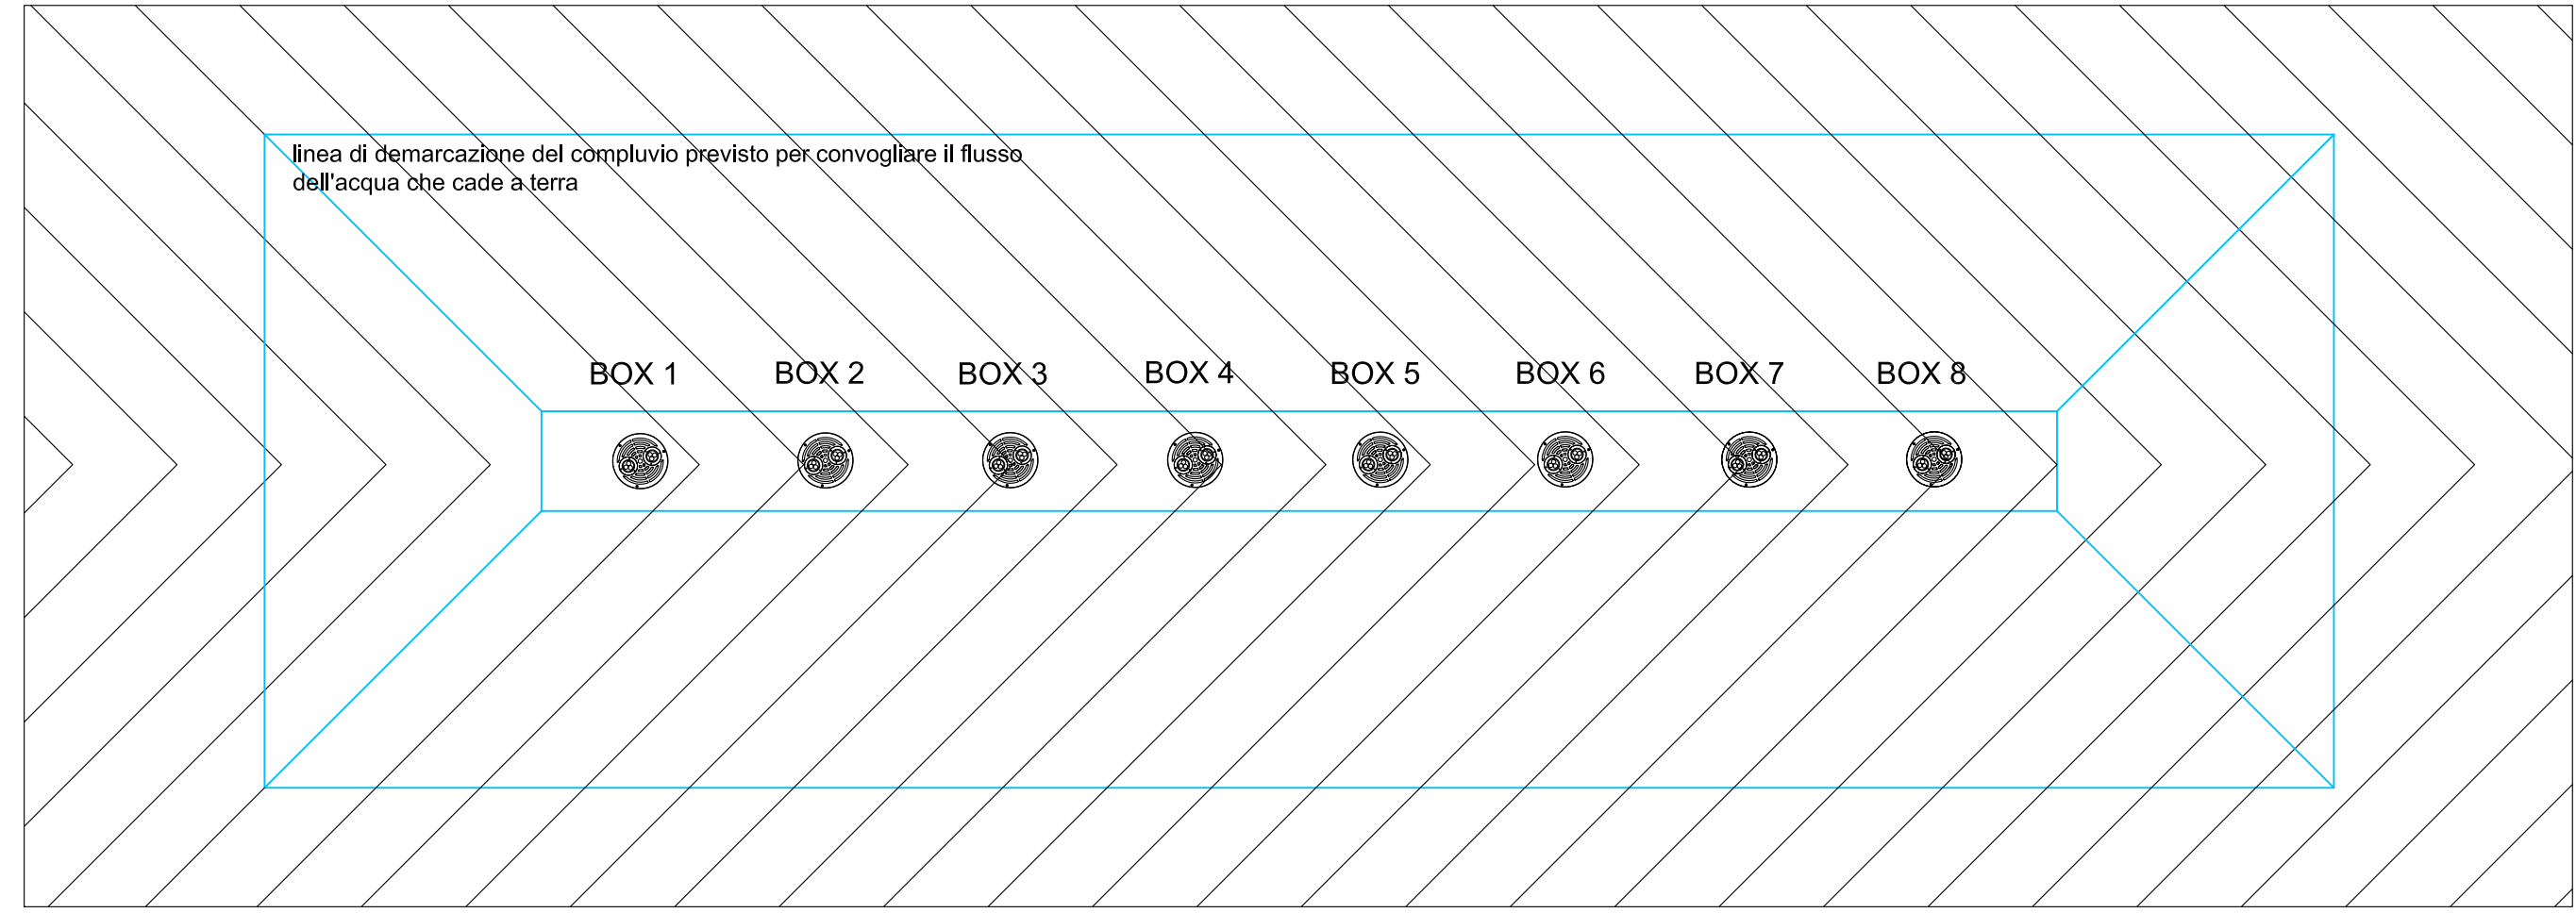 linea di demarcazione del compluvio previsto per convogliare il flusso
dell'acqua che cade a terra
BOX 1 BOX 2 BOX 3 BOX 4 BOX 5 BOX 6 BOX 7 BOX 8